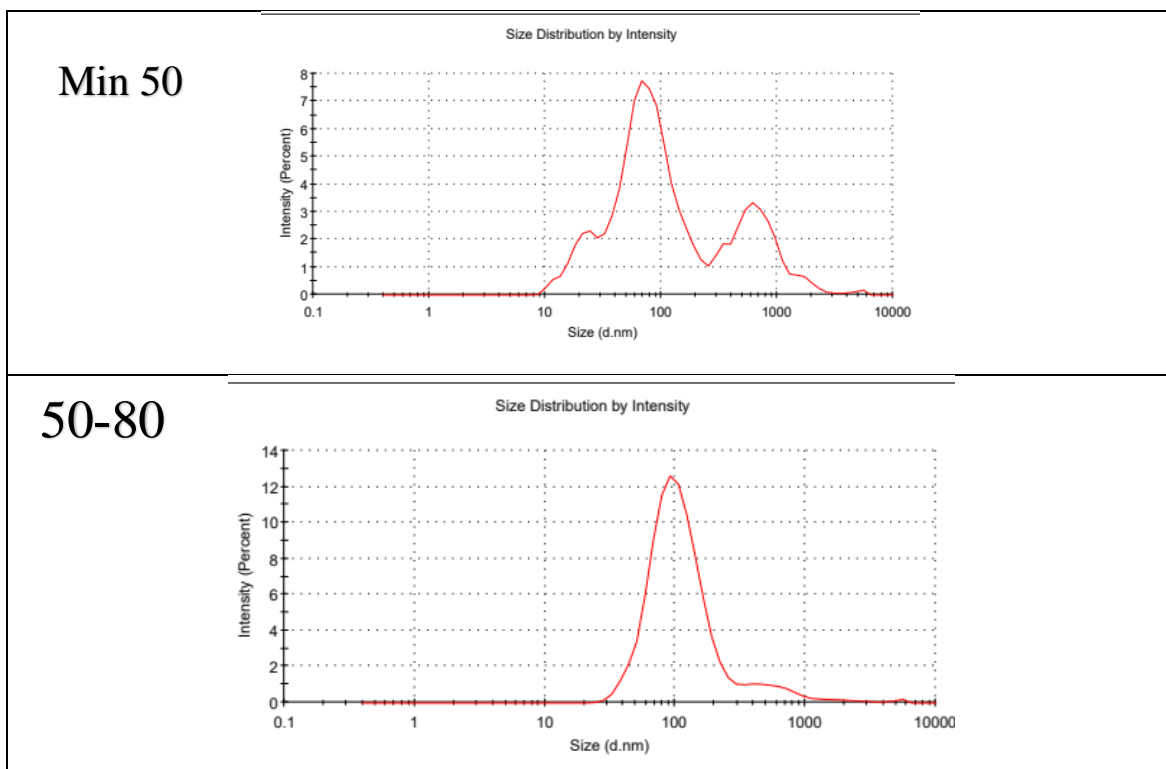 Size Distribution by Intensity
Min 50
8
7
6
5
4
3
2
1
0
Intensity (Percent)
0.1 1 10 100 1000 10000
Size (d.nm)
50-80
Size Distribution by Intensity
14
12
10
8
6
4
2
0
Intensity (Percent)
0.1 1 10 100 1000 10000
Size (d.nm)